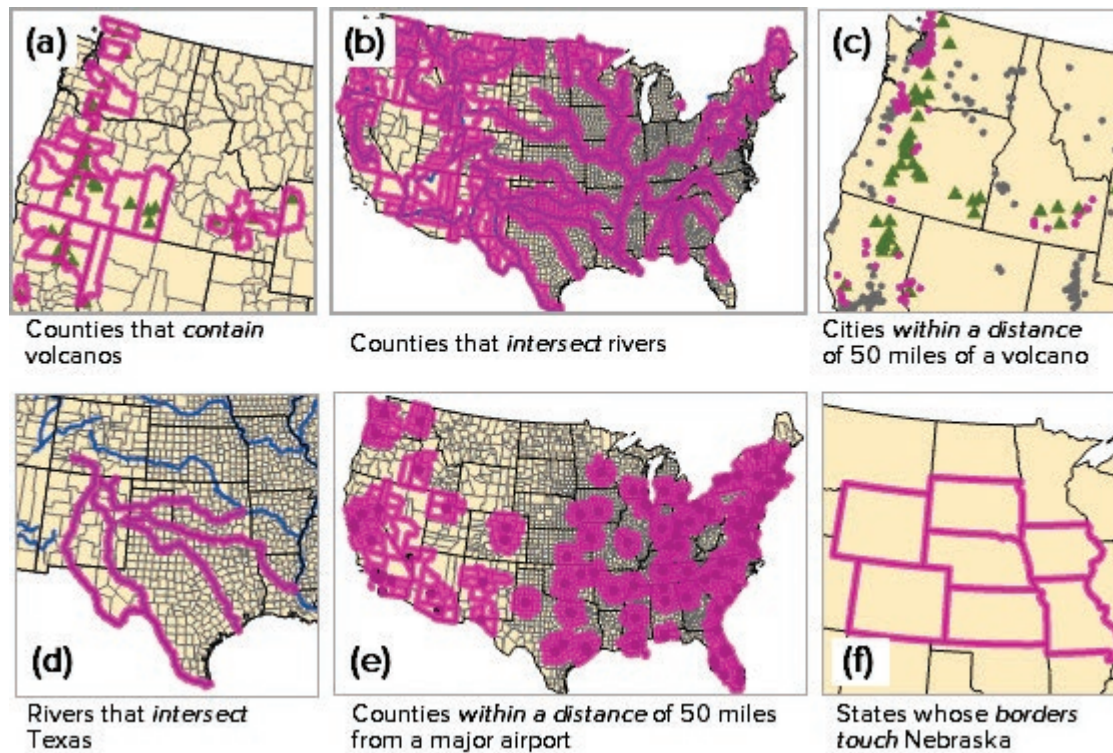 (a)
(b)
(c)
Counties that contain
volcanos
Counties that intersect rivers
Cities within a distance
of 50 miles of a volcano
(d)
(e)
(f)
Rivers that intersect
Texas
Counties within a distance of 50 miles
from a major airport
States whose borders
touch Nebraska